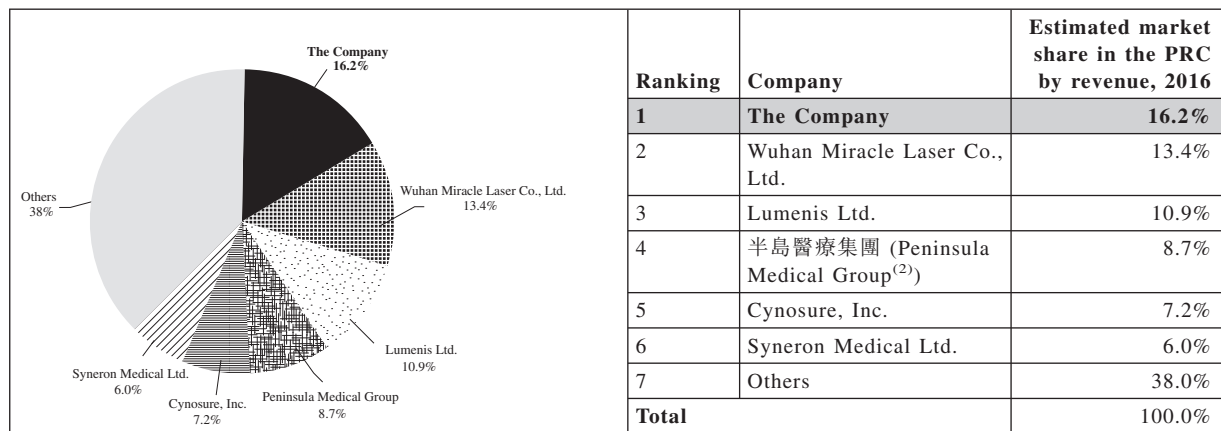 The Company
16.2%
Wuhan Miracle Laser Co., Ltd.
13.4%
Lumenis Ltd.
10.9%
Peninsula Medical Group
8.7%
Cynosure, Inc.
7.2%
Syneron Medical Ltd.
6.0%
Others
38%
Ranking
Company
Estimated market
share in the PRC
by revenue, 2016
1
The Company
16.2%
2
Wuhan Miracle Laser Co.,
Ltd.
13.4%
3
Lumenis Ltd.
10.9%
4
半島醫療集團 (Peninsula
Medical Group(2))
8.7%
5
Cynosure, Inc.
7.2%
6
Syneron Medical Ltd.
6.0%
7
Others
38.0%
Total
100.0%